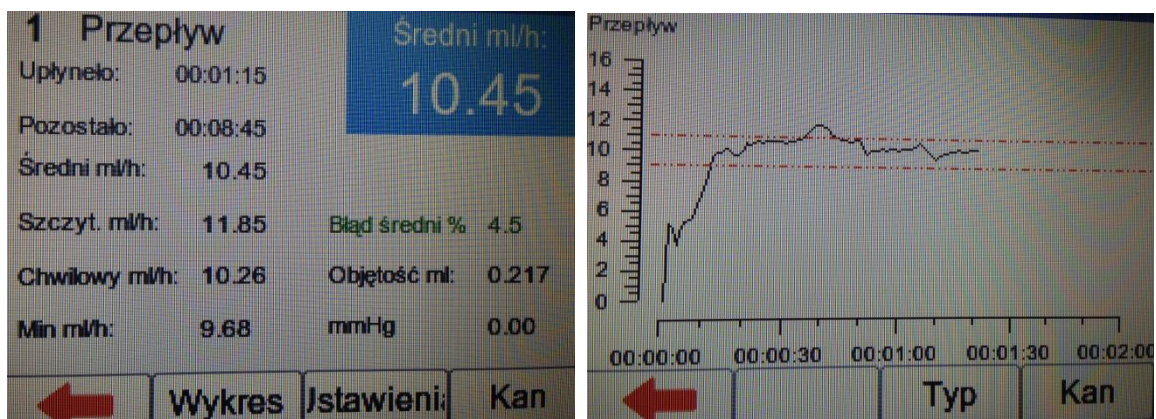 1 Przepływ
Średni ml/h:
10.45
Upłyneło: 00:01:15
Pozostało: 00:08:45
Średni ml/h: 10.45
Szczyt. ml/h: 11.85 Błąd średni % 4.5
Chwilowy ml/h: 10.26 Objętość ml: 0.217
Min ml/h: 9.68 mmHg 0.00
Wykres Jstawieni Kan
Przepływ
16
14
12
10
8
6
4
2
0
00:00:00 00:00:30 00:01:00 00:01:30 00:02:00
Typ Kan